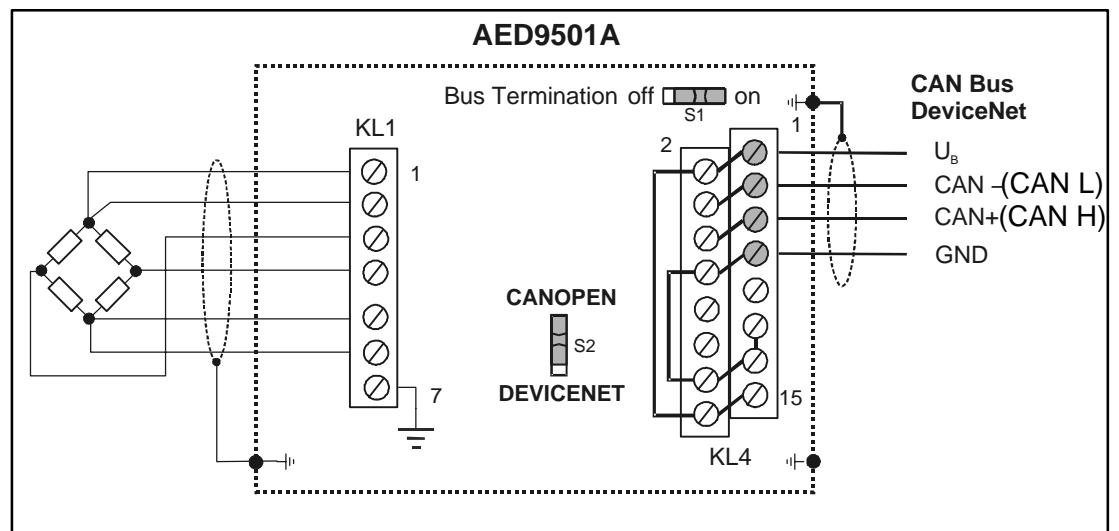 AED9501A
Bus Termination off on
S1
CAN Bus
DeviceNet
KL1
1
2
1
U_B
CAN –(CAN L)
CAN+(CAN H)
GND
CANOPEN
S2
DEVICENET
7
15
KL4